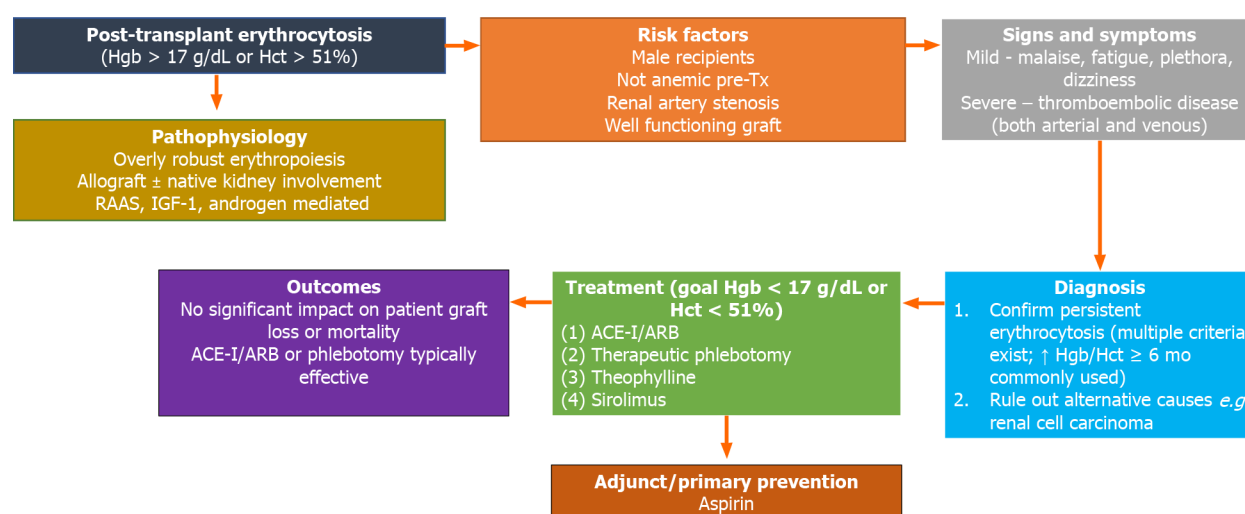 Post-transplant erythrocytosis
(Hgb > 17 g/dL or Hct > 51%)
Pathophysiology
Overly robust erythropoiesis
Allograft ± native kidney involvement
RAAS, IGF-1, androgen mediated
Risk factors
Male recipients
Not anemic pre-Tx
Renal artery stenosis
Well functioning graft
Signs and symptoms
Mild - malaise, fatigue, plethora,
dizziness
Severe – thromboembolic disease
(both arterial and venous)
Diagnosis
1. Confirm persistent
erythrocytosis (multiple criteria
exist; ↑ Hgb/Hct ≥ 6 mo
commonly used)
2. Rule out alternative causes e.g
renal cell carcinoma
Treatment (goal Hgb < 17 g/dL or
Hct < 51%)
(1) ACE-I/ARB
(2) Therapeutic phlebotomy
(3) Theophylline
(4) Sirolimus
Outcomes
No significant impact on patient graft
loss or mortality
ACE-I/ARB or phlebotomy typically
effective
Adjunct/primary prevention
Aspirin